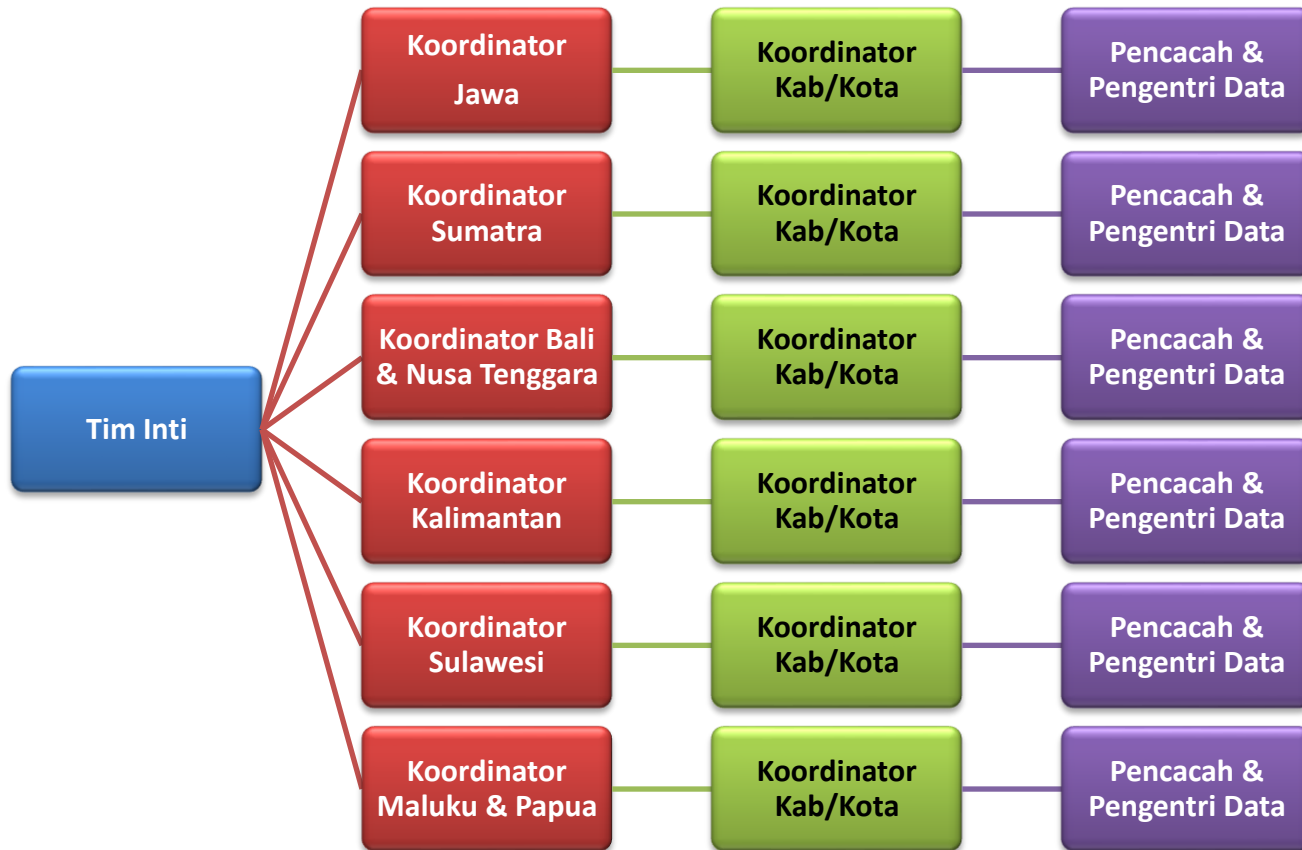 Koordinator
Jawa
Koordinator
Kab/Kota
Pencacah &
Pengentri Data
Koordinator
Sumatra
Koordinator
Kab/Kota
Pencacah &
Pengentri Data
Koordinator Bali
& Nusa Tenggara
Koordinator
Kab/Kota
Pencacah &
Pengentri Data
Tim Inti
Koordinator
Kalimantan
Koordinator
Kab/Kota
Pencacah &
Pengentri Data
Koordinator
Sulawesi
Koordinator
Kab/Kota
Pencacah &
Pengentri Data
Koordinator
Maluku & Papua
Koordinator
Kab/Kota
Pencacah &
Pengentri Data